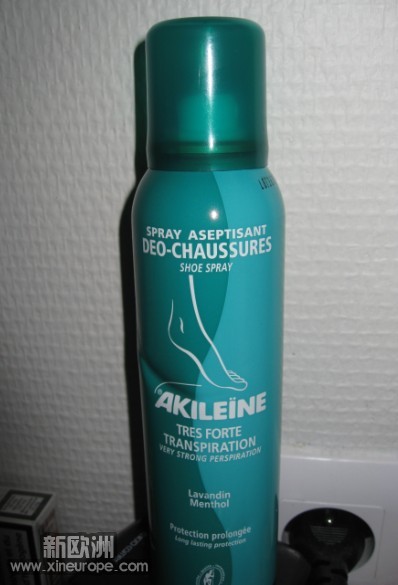 SPRAY ASEPTISANT
DEO-CHAUSSURES
SHOE SPRAY
AKILEÏNE
TRES FORTE
TRANSPIRATION
VERY STRONG PERSPIRATION
Lavandin
Menthol
Protection prolongée
Long lasting protection
新欧洲
www.xineurope.com